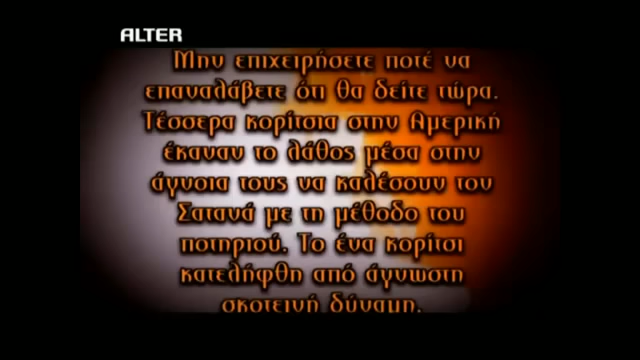 ALTER
Μην επιχειρήσετε ποτέ να
επαναλάβετε ότι θα δείτε τώρα.
Τέσσερα κορίτσια στην Αμερική
έκαναν το λάθος μέσα στην
άγνοια τους να καλέσουν τον
Σατανά με τη μέθοδο του
ποτηριού. Το ένα κορίτσι
κατελήφθη από άγνωστη
σκοτεινή δύναμη.